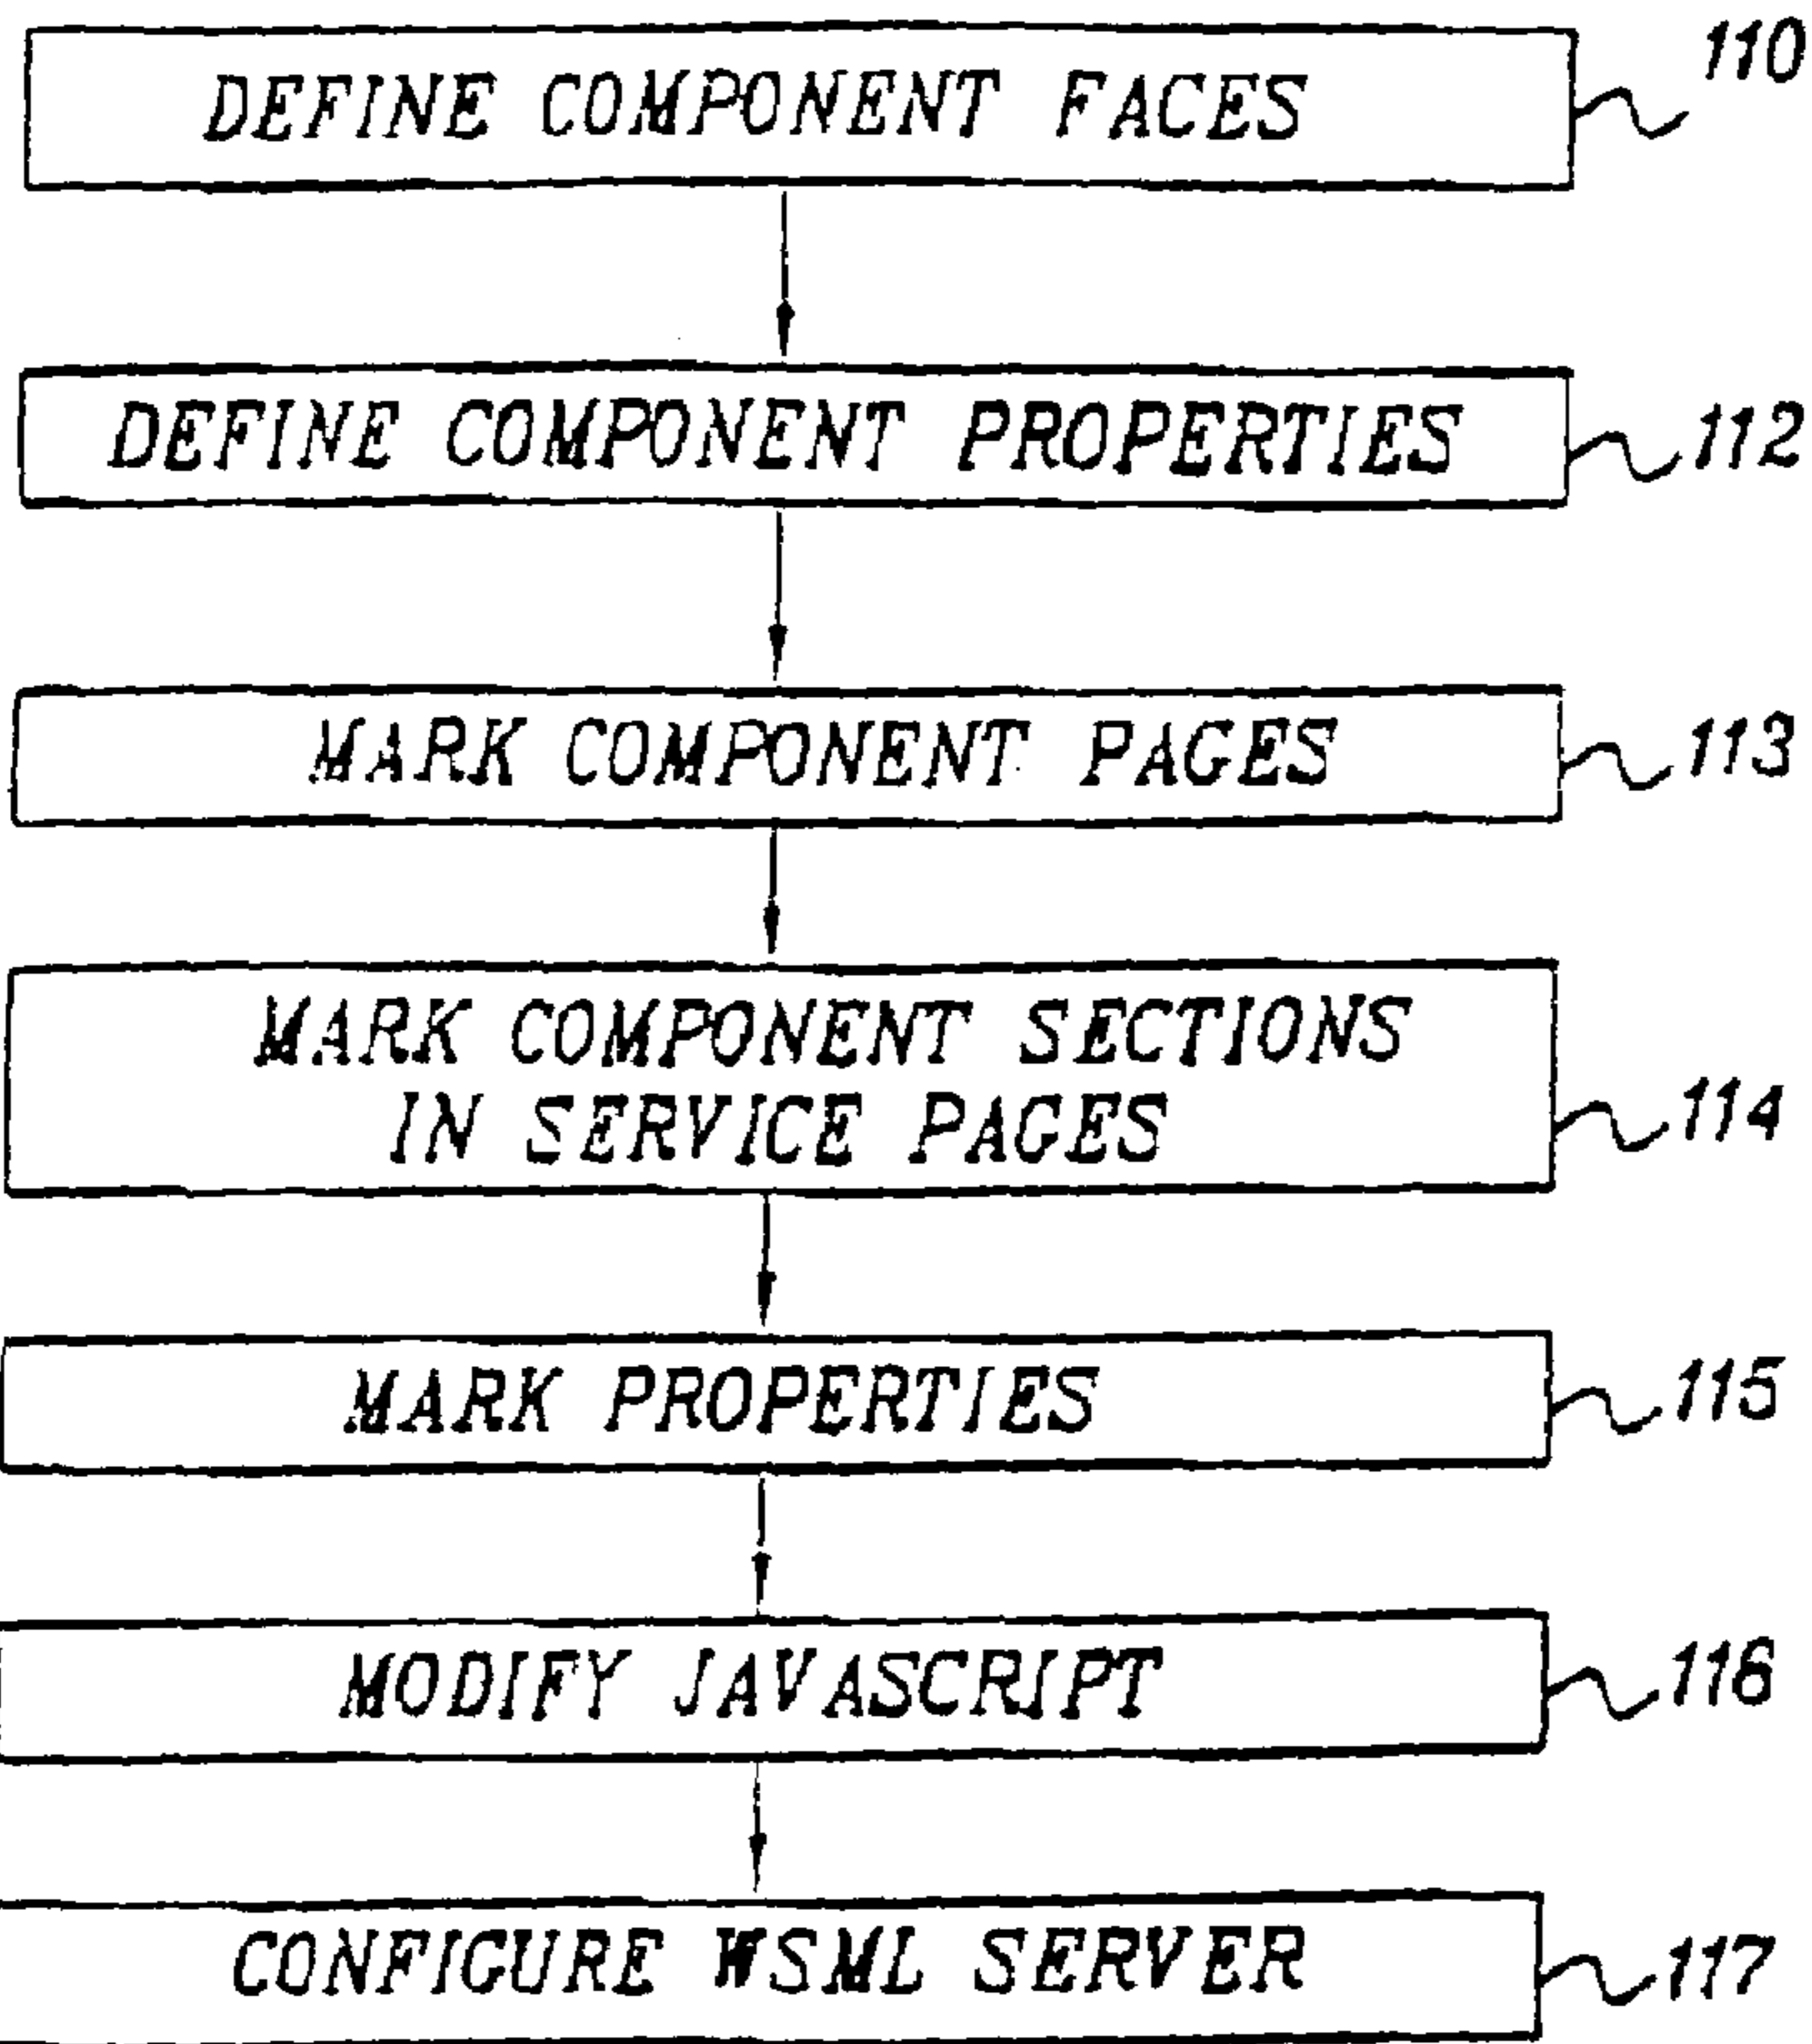 DEFINE COMPONENT FACES
110
DEFINE COMPONENT PROPERTIES
112
MARK COMPONENT PAGES
113
MARK COMPONENT SECTIONS
IN SERVICE PAGES
114
MARK PROPERTIES
115
MODIFY JAVASCRIPT
116
CONFIGURE WSML SERVER
117